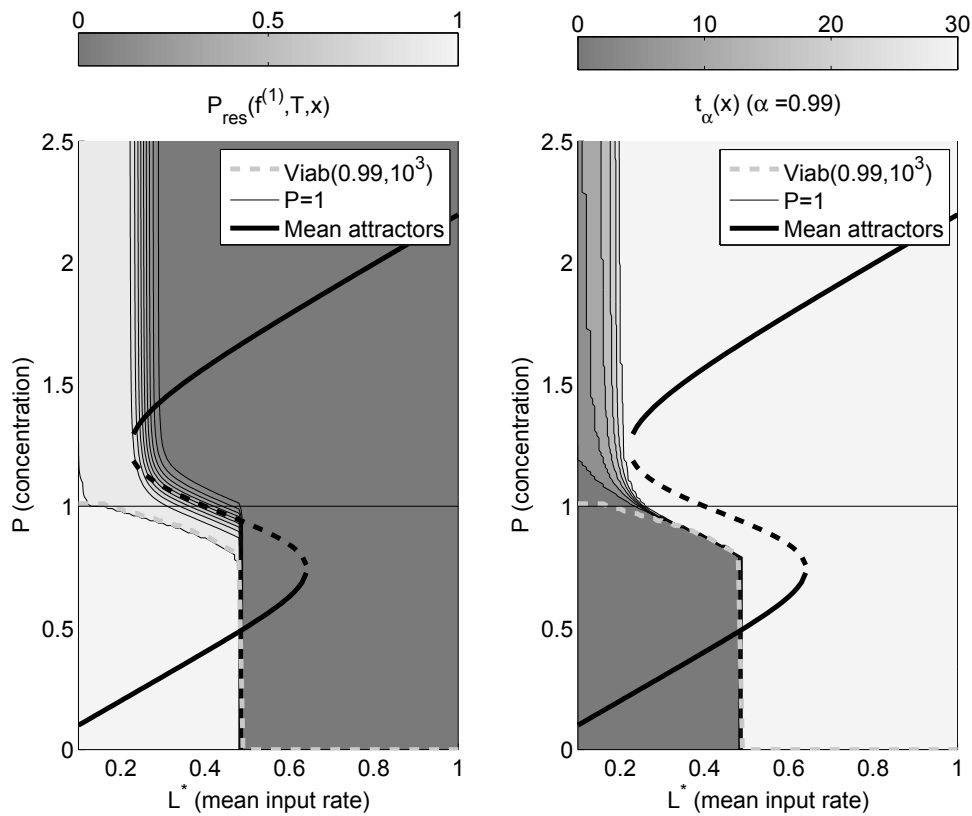 0 0.5 1
P_res(f^(1),T,x)
2.5
2
1.5
1
0.5
0
P (concentration)
Viab(0.99,10^3)
P=1
Mean attractors
0.2 0.4 0.6 0.8 1
L^* (mean input rate)
0 10 20 30
t_α(x) (α =0.99)
2.5
2
1.5
1
0.5
0
P (concentration)
Viab(0.99,10^3)
P=1
Mean attractors
0.2 0.4 0.6 0.8 1
L^* (mean input rate)